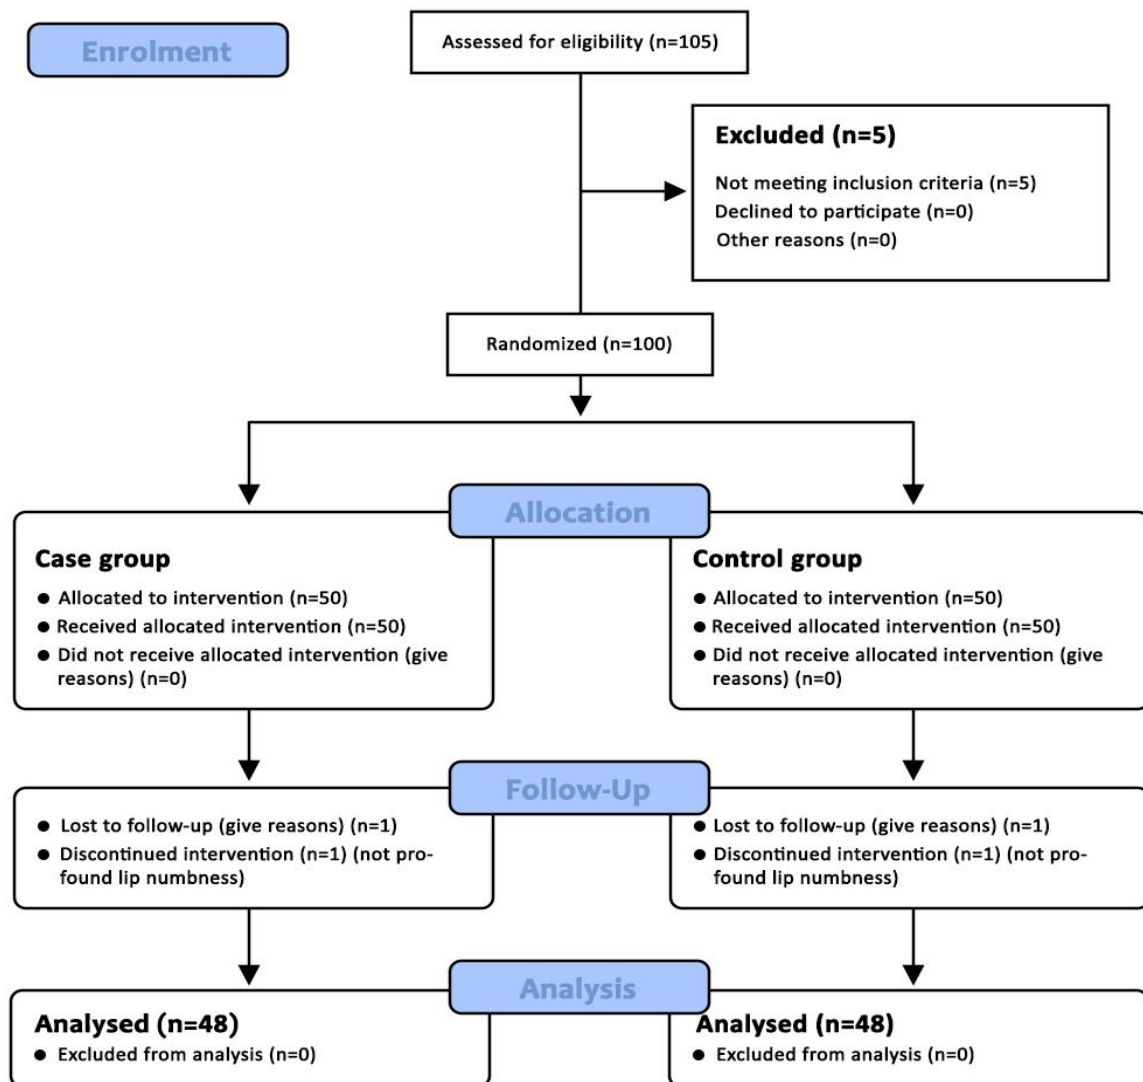 Enrolment
Assessed for eligibility (n=105)
Excluded (n=5)
Not meeting inclusion criteria (n=5)
Declined to participate (n=0)
Other reasons (n=0)
Randomized (n=100)
Allocation
Case group
● Allocated to intervention (n=50)
● Received allocated intervention (n=50)
● Did not receive allocated intervention (give
reasons) (n=0)
Control group
● Allocated to intervention (n=50)
● Received allocated intervention (n=50)
● Did not receive allocated intervention (give
reasons) (n=0)
Follow-Up
● Lost to follow-up (give reasons) (n=1)
● Discontinued intervention (n=1) (not pro-
found lip numbness)
● Lost to follow-up (give reasons) (n=1)
● Discontinued intervention (n=1) (not pro-
found lip numbness)
Analysis
Analysed (n=48)
● Excluded from analysis (n=0)
Analysed (n=48)
● Excluded from analysis (n=0)